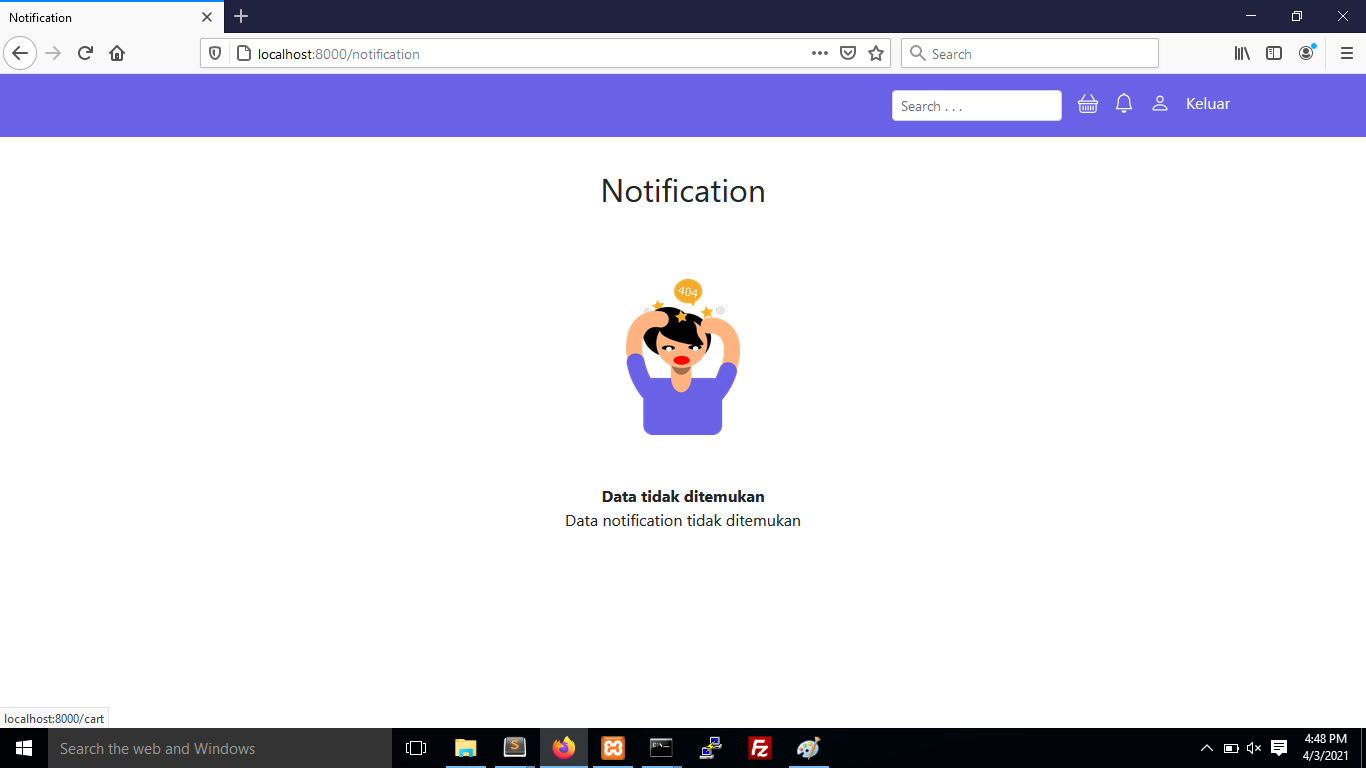 Notification
localhost:8000/notification
Search
Search . . .
Keluar
Notification
404
Data tidak ditemukan
Data notification tidak ditemukan
localhost:8000/cart
Search the web and Windows
S
C:\_
Fz
4:48 PM
4/3/2021